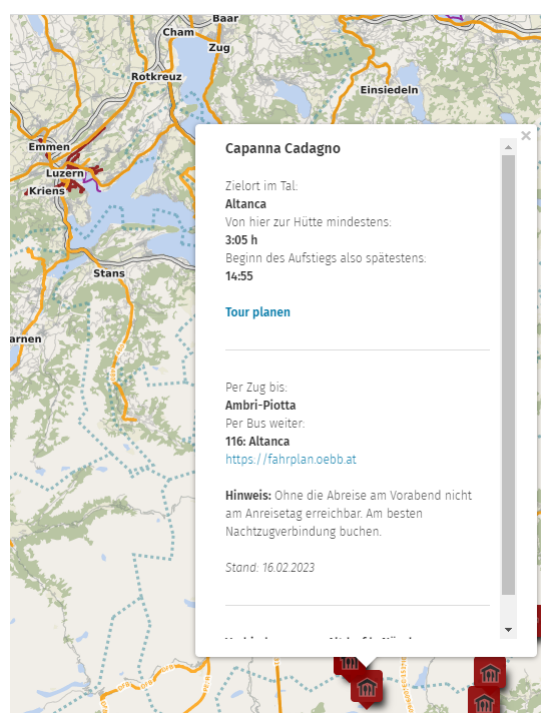 Baar
Cham
Zug
Rotkreuz
Einsiedeln
Emmen
Luzern
Kriens
Stans
arnen
×
Capanna Cadagno
Zielort im Tal:
Altanca
Von hier zur Hütte mindestens:
3:05 h
Beginn des Aufstiegs also spätestens:
14:55
Tour planen
Per Zug bis:
Ambri-Piotta
Per Bus weiter:
116: Altanca
https://fahrplan.oebb.at
Hinweis: Ohne die Abreise am Vorabend nicht
am Anreisetag erreichbar. Am besten
Nachtzugverbindung buchen.
Stand: 16.02.2023